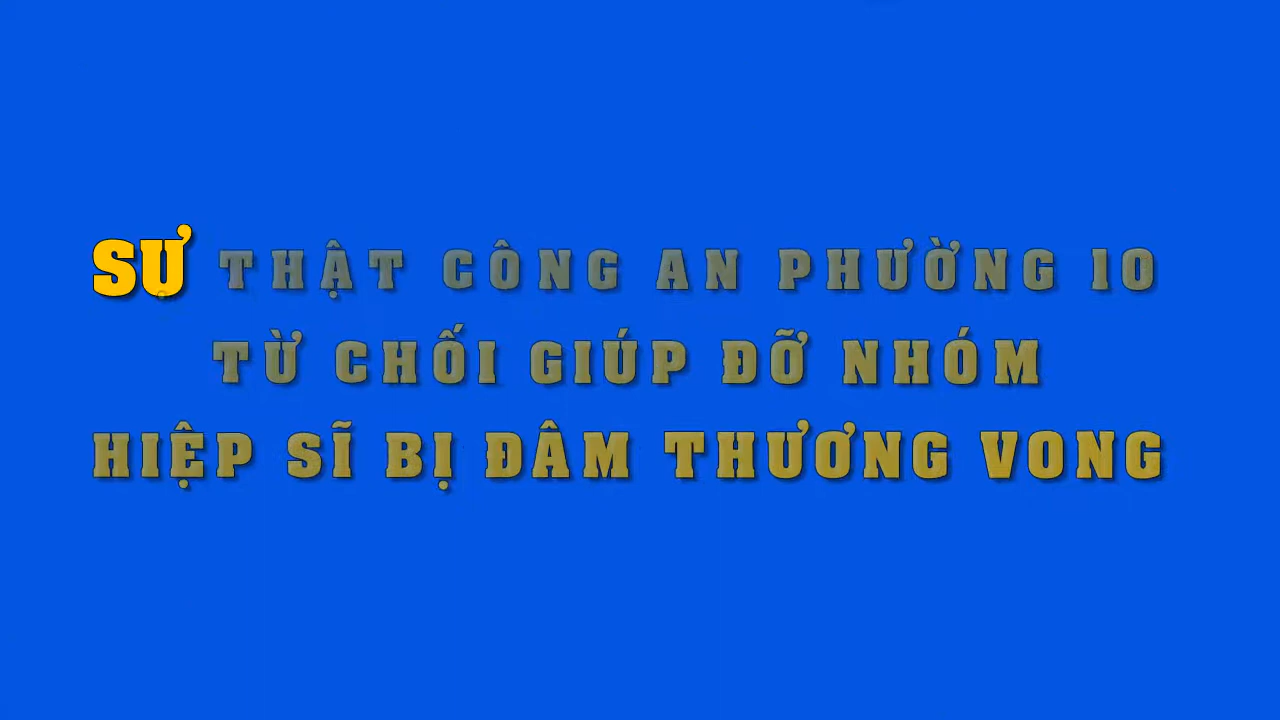 SỰ THẬT CÔNG AN PHƯỜNG 10
TỪ CHỐI GIÚP ĐỠ NHÓM
HIỆP SĨ BỊ ĐÂM THƯƠNG VONG